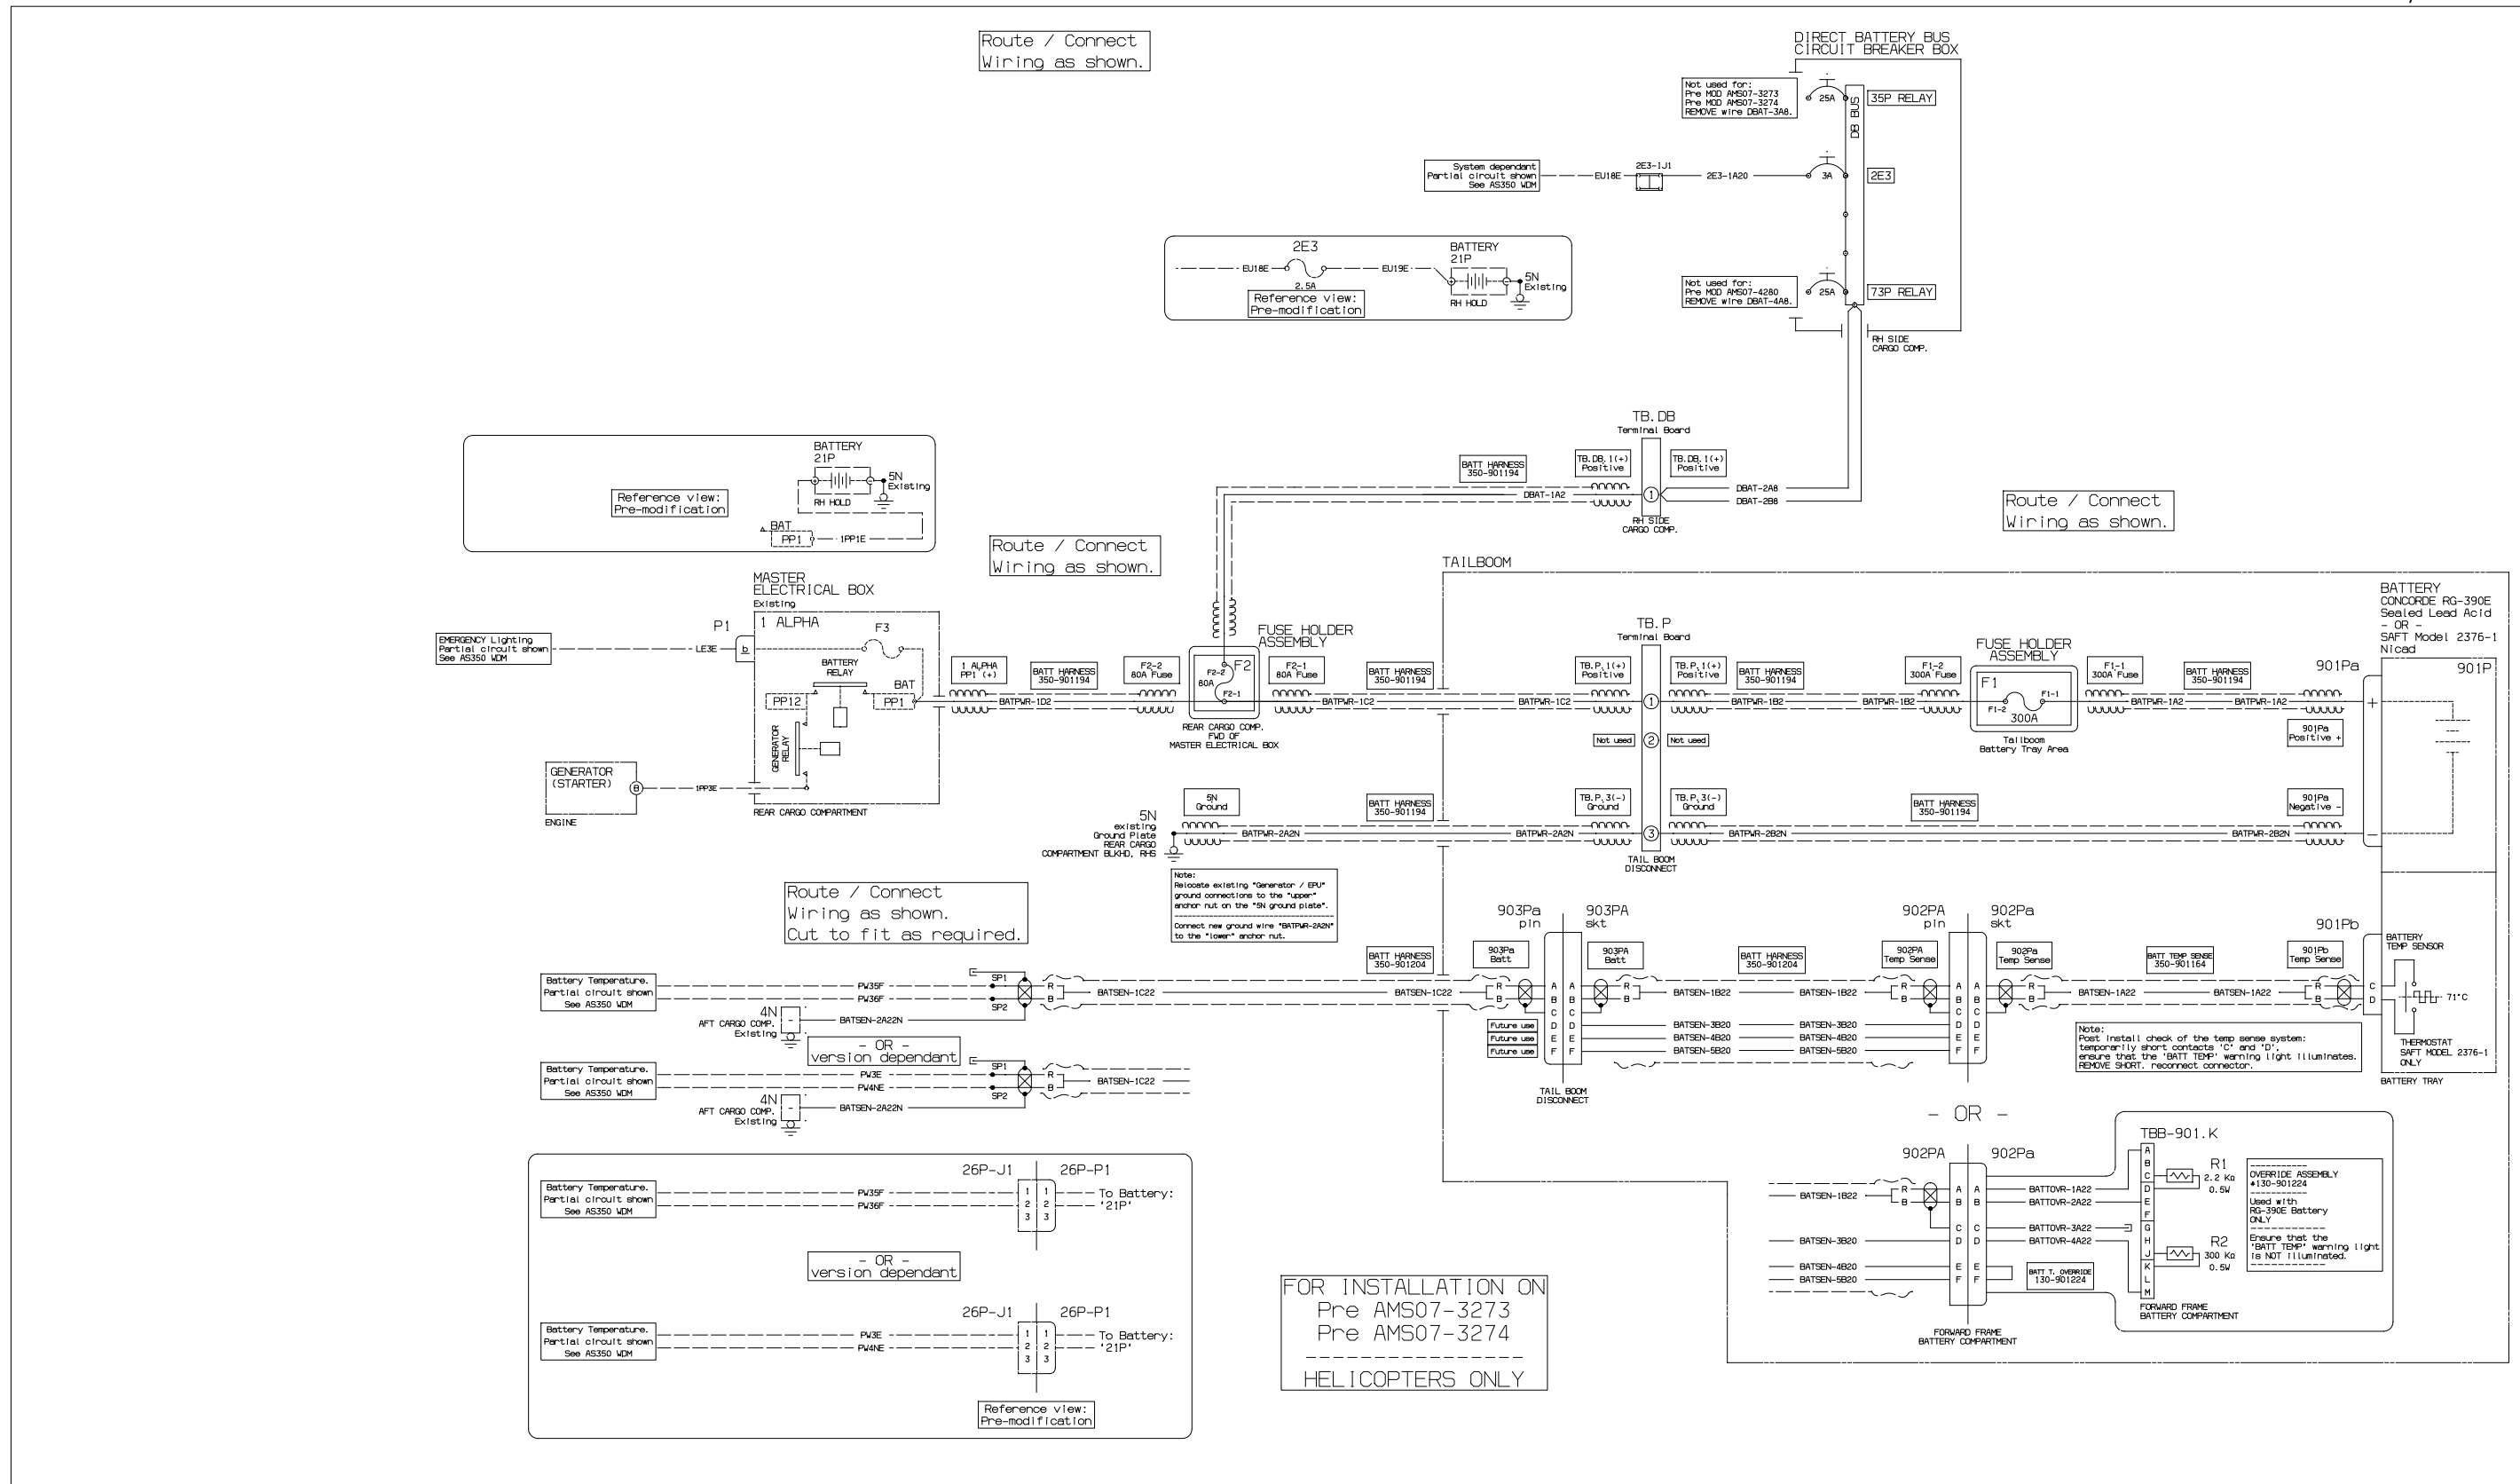 Route / Connect
Wiring as shown.
DIRECT BATTERY BUS
CIRCUIT BREAKER BOX
Not used for:
Pre MOD AMS07-3273
Pre MOD AMS07-3274
REMOVE wire DBAT-3A8.
25A
DB BUS
35P RELAY
System dependant
Partial circuit shown
See AS350 WDM
EU18E
2E3-IJ1
2E3-1A20
3A
2E3
2E3
EU18E
2.5A
EU19E
BATTERY
21P
RH HOLD
5N
Existing
Reference view:
Pre-modification
Not used for:
Pre MOD AMS07-4280
REMOVE wire DBAT-4A8.
25A
73P RELAY
RH SIDE
CARGO COMP.
BATTERY
21P
RH HOLD
5N
Existing
Reference view:
Pre-modification
BAT
PP1
1PP1E
TB.DB
Terminal Board
BATT HARNESS
350-901194
TB.DB.1(+)
Positive
TB.DB.1(+)
Positive
DBAT-1A2
1
DBAT-2A8
DBAT-2B8
RH SIDE
CARGO COMP.
Route / Connect
Wiring as shown.
Route / Connect
Wiring as shown.
TAILBOOM
MASTER
ELECTRICAL BOX
Existing
P1
1 ALPHA
F3
EMERGENCY Lighting
Partial circuit shown
See AS350 WDM
LE3E
b
BATTERY
RELAY
BAT
PP12
PP1
GENERATOR
RELAY
GENERATOR
(STARTER)
B
1PP3E
ENGINE
REAR CARGO COMPARTMENT
1 ALPHA
PP1 (+)
BATT HARNESS
350-901194
F2-2
80A Fuse
BATPWR-1D2
FUSE HOLDER
ASSEMBLY
F2
F2-2
80A
F2-1
REAR CARGO COMP.
FWD OF
MASTER ELECTRICAL BOX
F2-1
80A Fuse
BATT HARNESS
350-901194
BATPWR-1C2
BATPWR-1C2
TB.P
Terminal Board
TB.P.1(+)
Positive
TB.P.1(+)
Positive
1
Not used
2
Not used
BATT HARNESS
350-901194
BATPWR-1B2
BATPWR-1B2
F1-2
300A Fuse
FUSE HOLDER
ASSEMBLY
F1
F1-1
F1-2
300A
Tailboom
Battery Tray Area
F1-1
300A Fuse
BATT HARNESS
350-901194
BATPWR-1A2
BATPWR-1A2
BATTERY
CONCORDE RG-390E
Sealed Lead Acid
- OR -
SAFT Model 2376-1
Nicad
901Pa
901P
+
901Pa
Positive +
5N
existing
Ground Plate
REAR CARGO
COMPARTMENT BLKHD, RHS
5N
Ground
BATPWR-2A2N
BATT HARNESS
350-901194
BATPWR-2A2N
TB.P.3(-)
Ground
TB.P.3(-)
Ground
3
TAIL BOOM
DISCONNECT
BATPWR-2B2N
BATT HARNESS
350-901194
BATPWR-2B2N
901Pa
Negative -
-
Note:
Relocate existing "Generator / EPU"
ground connections to the "upper"
anchor nut on the "5N ground plate".
Connect new ground wire "BATPWR-2A2N"
to the "lower" anchor nut.
Route / Connect
Wiring as shown.
Cut to fit as required.
Battery Temperature.
Partial circuit shown
See AS350 WDM
PW35F
PW36F
SP1
SP2
R
B
4N
-
AFT CARGO COMP.
Existing
BATSEN-2A22N
BATSEN-1C22
BATT HARNESS
350-901204
BATSEN-1C22
903Pa
pin
903PA
skt
903Pa
Batt
903PA
Batt
R
B
A A
B B
C C
D D
E E
F F
Future use
Future use
Future use
R
B
TAIL BOOM
DISCONNECT
BATT HARNESS
350-901204
BATSEN-1B22
BATSEN-1B22
BATSEN-3B20
BATSEN-3B20
BATSEN-4B20
BATSEN-4B20
BATSEN-5B20
BATSEN-5B20
902PA
pin
902Pa
skt
902PA
Temp Sense
902Pa
Temp Sense
R
B
A A
B B
C C
D D
E E
F F
R
B
BATT TEMP SENSE
350-901164
BATSEN-1A22
BATSEN-1A22
901Pb
901Pb
Temp Sense
R
B
C
D
BATTERY
TEMP SENSOR
71°C
THERMOSTAT
SAFT MODEL 2376-1
ONLY
BATTERY TRAY
Note:
Post install check of the temp sense system:
temporarily short contacts 'C' and 'D',
ensure that the 'BATT TEMP' warning light illuminates.
REMOVE SHORT, reconnect connector.
- OR -
version dependant
Battery Temperature.
Partial circuit shown
See AS350 WDM
PW3E
PW4NE
SP1
SP2
R
B
BATSEN-1C22
4N
-
AFT CARGO COMP.
Existing
BATSEN-2A22N
- OR -
902PA
902Pa
BATSEN-1B22
R
B
BATSEN-3B20
BATSEN-4B20
BATSEN-5B20
A A
B B
C C
D D
E E
F F
FORWARD FRAME
BATTERY COMPARTMENT
BATTOVR-1A22
BATTOVR-2A22
BATTOVR-3A22
BATTOVR-4A22
BATT T. OVERRIDE
130-901224
TBB-901.K
A
B
C
D
E
F
G
H
J
K
L
M
R1
2.2 KΩ
0.5W
R2
300 KΩ
0.5W
FORWARD FRAME
BATTERY COMPARTMENT
OVERRIDE ASSEMBLY
#130-901224
Used with
RG-390E Battery
ONLY
Ensure that the
'BATT TEMP' warning light
is NOT illuminated.
26P-J1
26P-P1
Battery Temperature.
Partial circuit shown
See AS350 WDM
PW35F
PW36F
1 1
2 2
3 3
To Battery:
'21P'
- OR -
version dependant
26P-J1
26P-P1
Battery Temperature.
Partial circuit shown
See AS350 WDM
PW3E
PW4NE
1 1
2 2
3 3
To Battery:
'21P'
Reference view:
Pre-modification
FOR INSTALLATION ON
Pre AMS07-3273
Pre AMS07-3274
HELICOPTERS ONLY